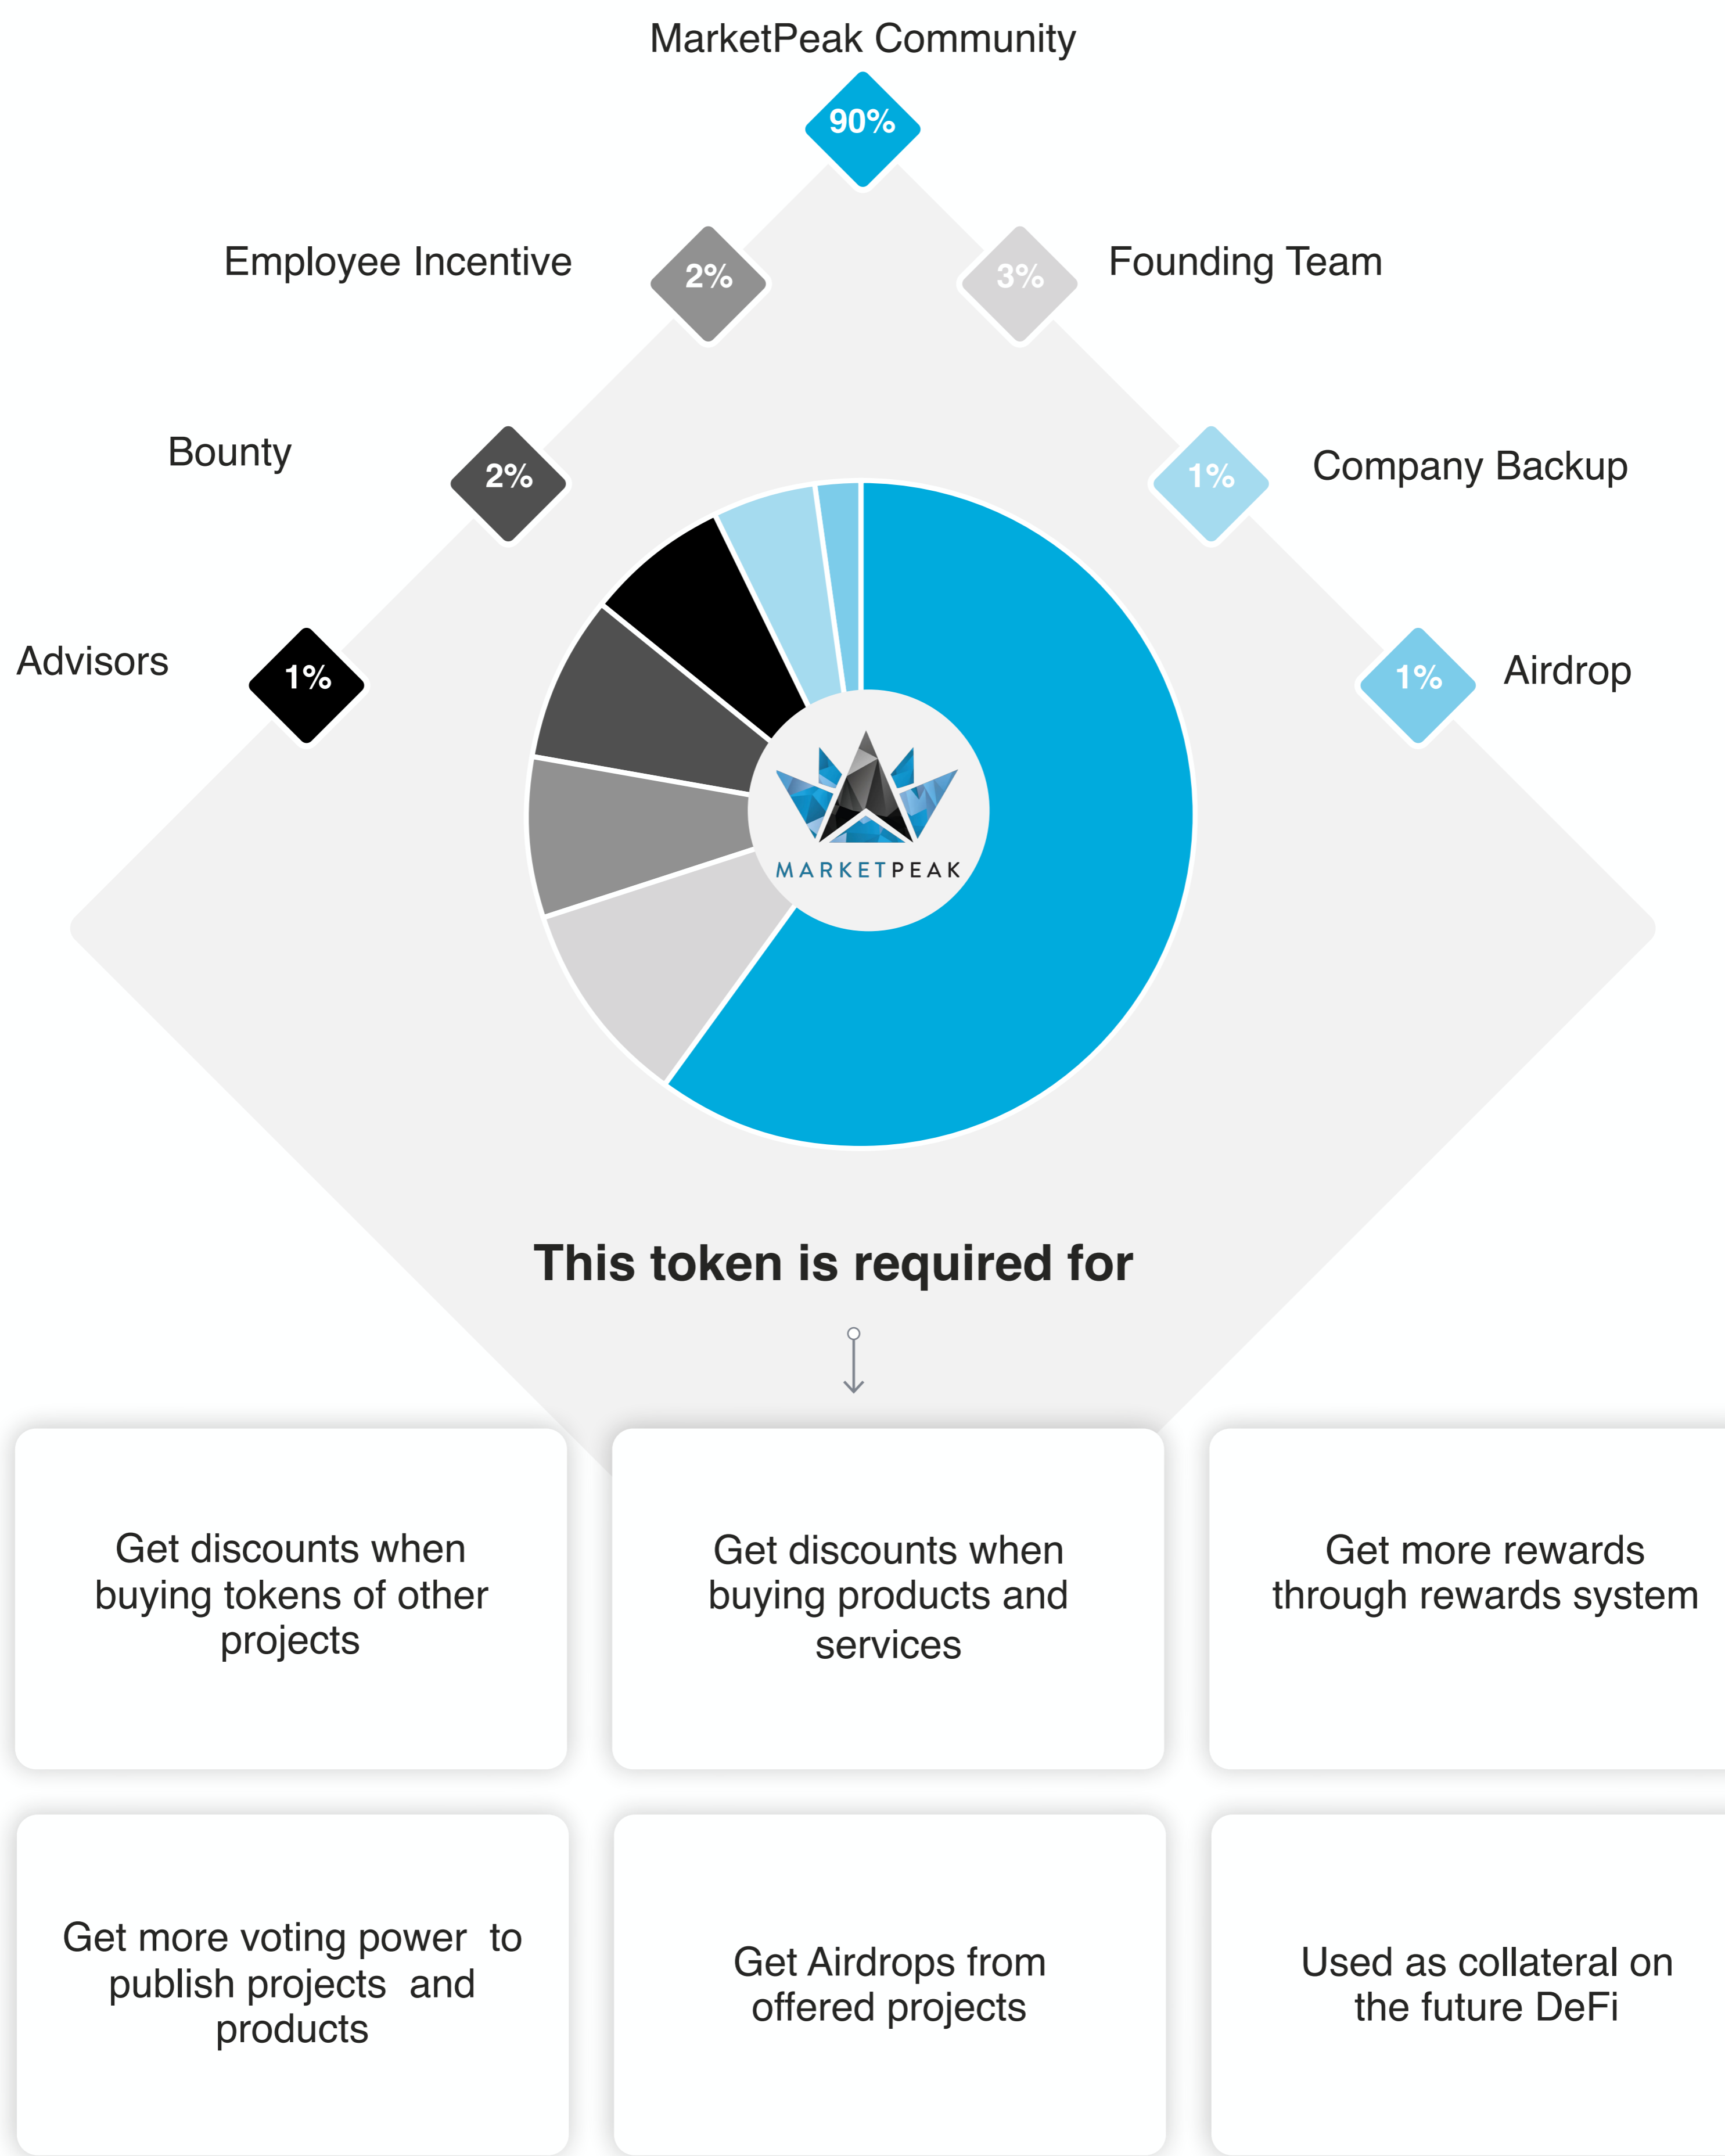 MarketPeak Community
90%
Employee Incentive
2%
3%
Founding Team
Bounty
2%
1%
Company Backup
Advisors
1%
1%
Airdrop
MARKETPEAK
This token is required for
Get discounts when
buying tokens of other
projects
Get discounts when
buying products and
services
Get more rewards
through rewards system
Get more voting power to
publish projects and
products
Get Airdrops from
offered projects
Used as collateral on
the future DeFi